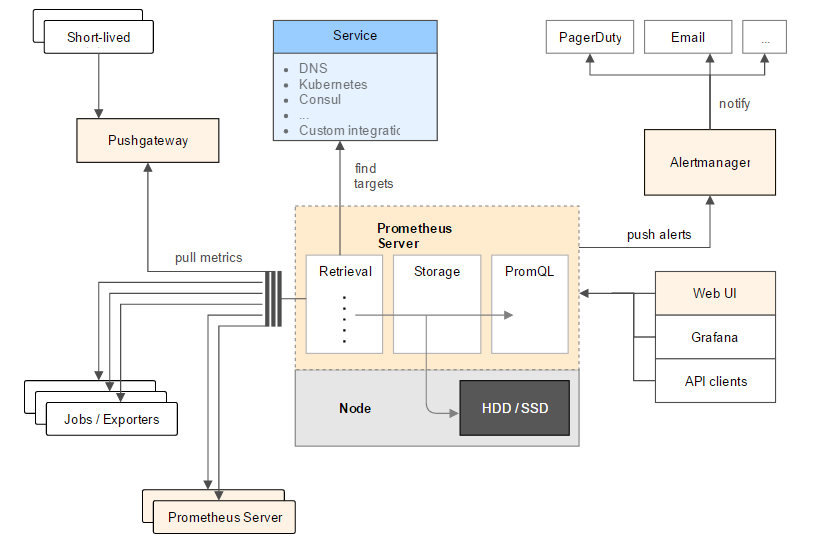 Short-lived
Pushgateway
Service
DNS
Kubernetes
Consul
...
Custom integratic
find
targets
PagerDuty
Email
...
notify
Alertmanager
push alerts
pull metrics
Prometheus
Server
Retrieval
Storage
PromQL
Web UI
Grafana
API clients
Node
HDD / SSD
Jobs / Exporters
Prometheus Server